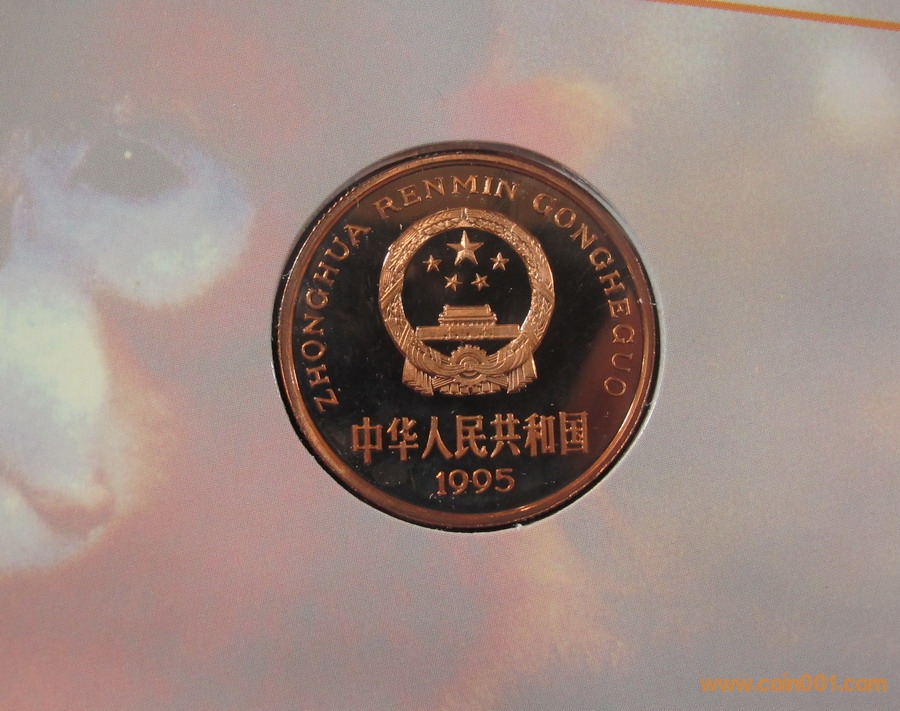 ZHONGHUA RENMIN GONGHEGUO
中华人民共和国
1995
www.coin001.com